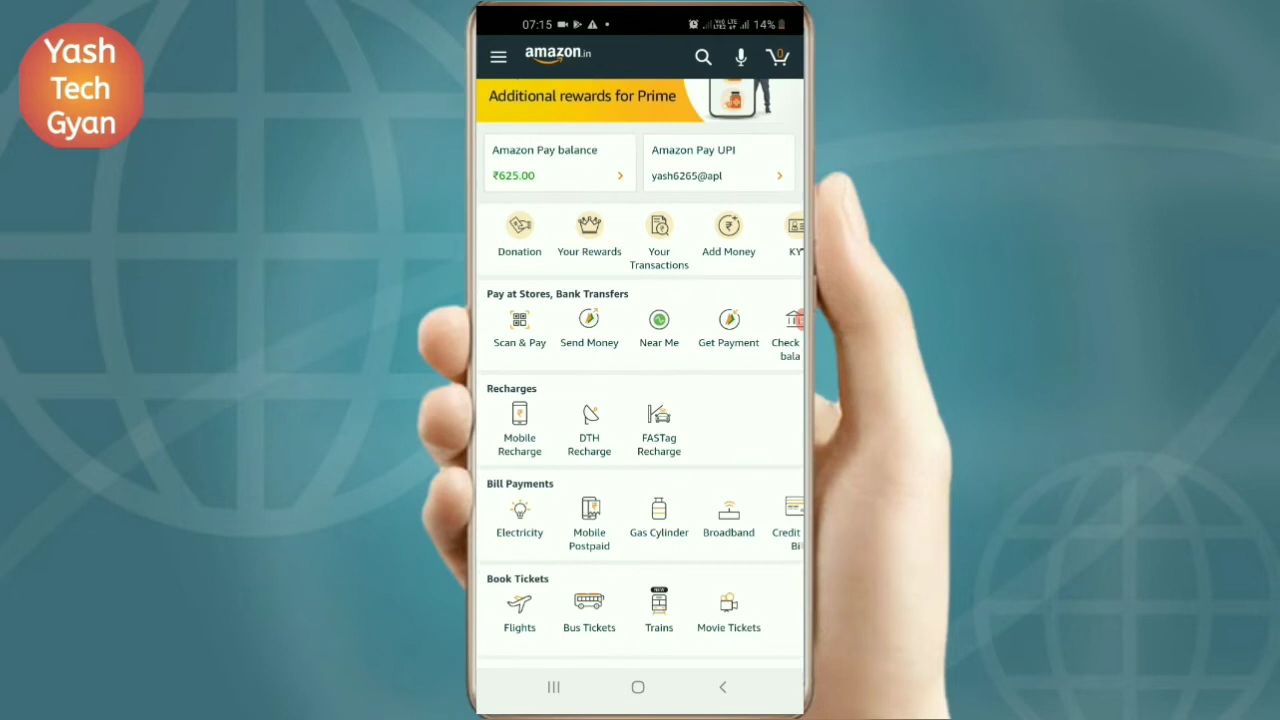 Yash
Tech
Gyan
07:15
14%
amazon.in
0
Additional rewards for Prime
Amazon Pay balance
₹625.00
Amazon Pay UPI
yash6265@apl
Donation
Your Rewards
Your
Transactions
Add Money
KY
Pay at Stores, Bank Transfers
Scan & Pay
Send Money
Near Me
Get Payment
Check
bala
Recharges
Mobile
Recharge
DTH
Recharge
FASTag
Recharge
Bill Payments
Electricity
Mobile
Postpaid
Gas Cylinder
Broadband
Credit
Bi
Book Tickets
NEW
Flights
Bus Tickets
Trains
Movie Tickets